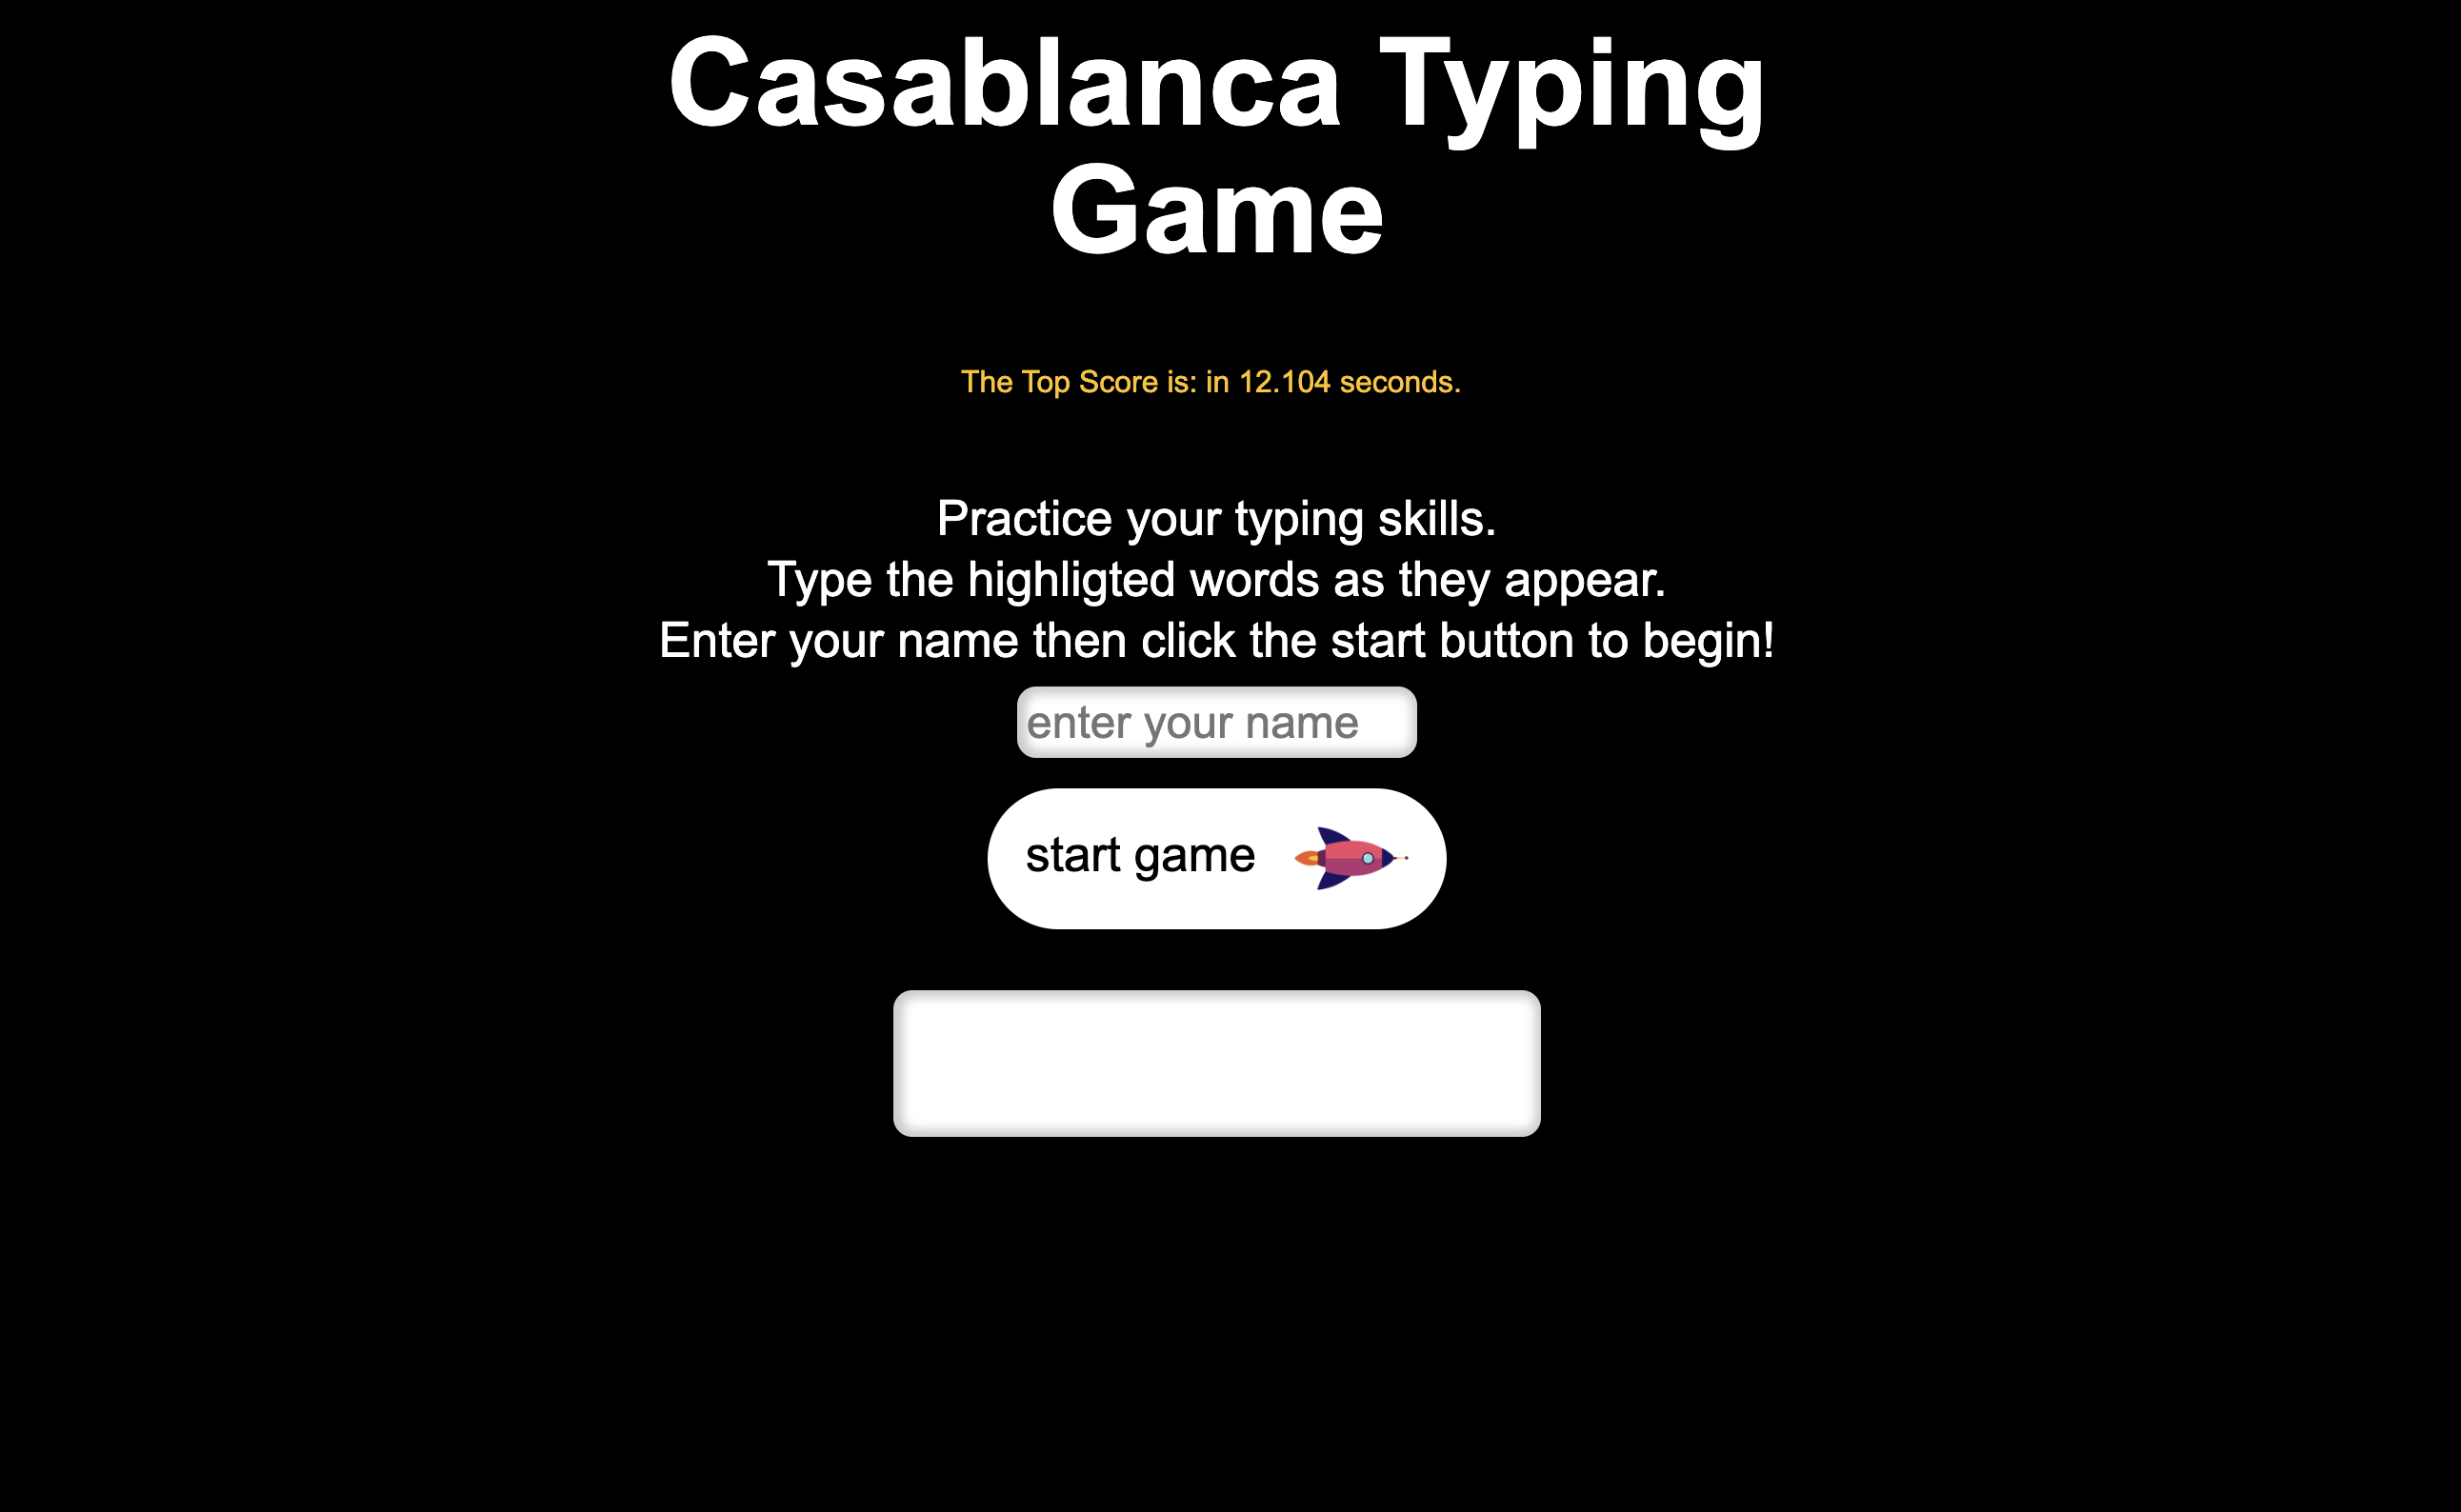 Casablanca Typing
Game
The Top Score is: in 12.104 seconds.
Practice your typing skills.
Type the highligted words as they appear.
Enter your name then click the start button to begin!
enter your name
start game